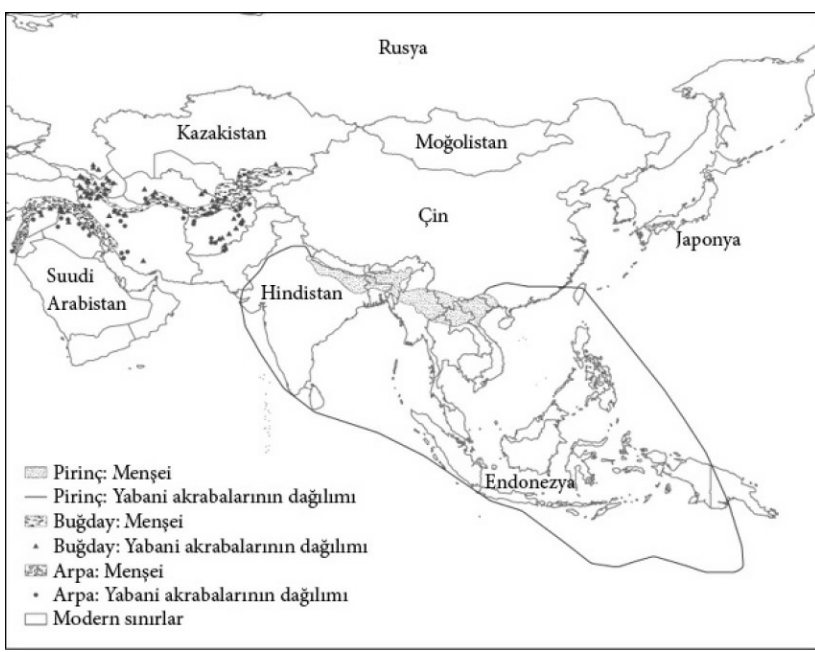 Rusya
Kazakistan
Moğolistan
Çin
Japonya
Suudi
Arabistan
Hindistan
Endonezya
Pirinç: Menşei
Pirinç: Yabani akrabalarının dağılımı
Buğday: Menşei
Buğday: Yabani akrabalarının dağılımı
Arpa: Menşei
Arpa: Yabani akrabalarının dağılımı
Modern sınırlar